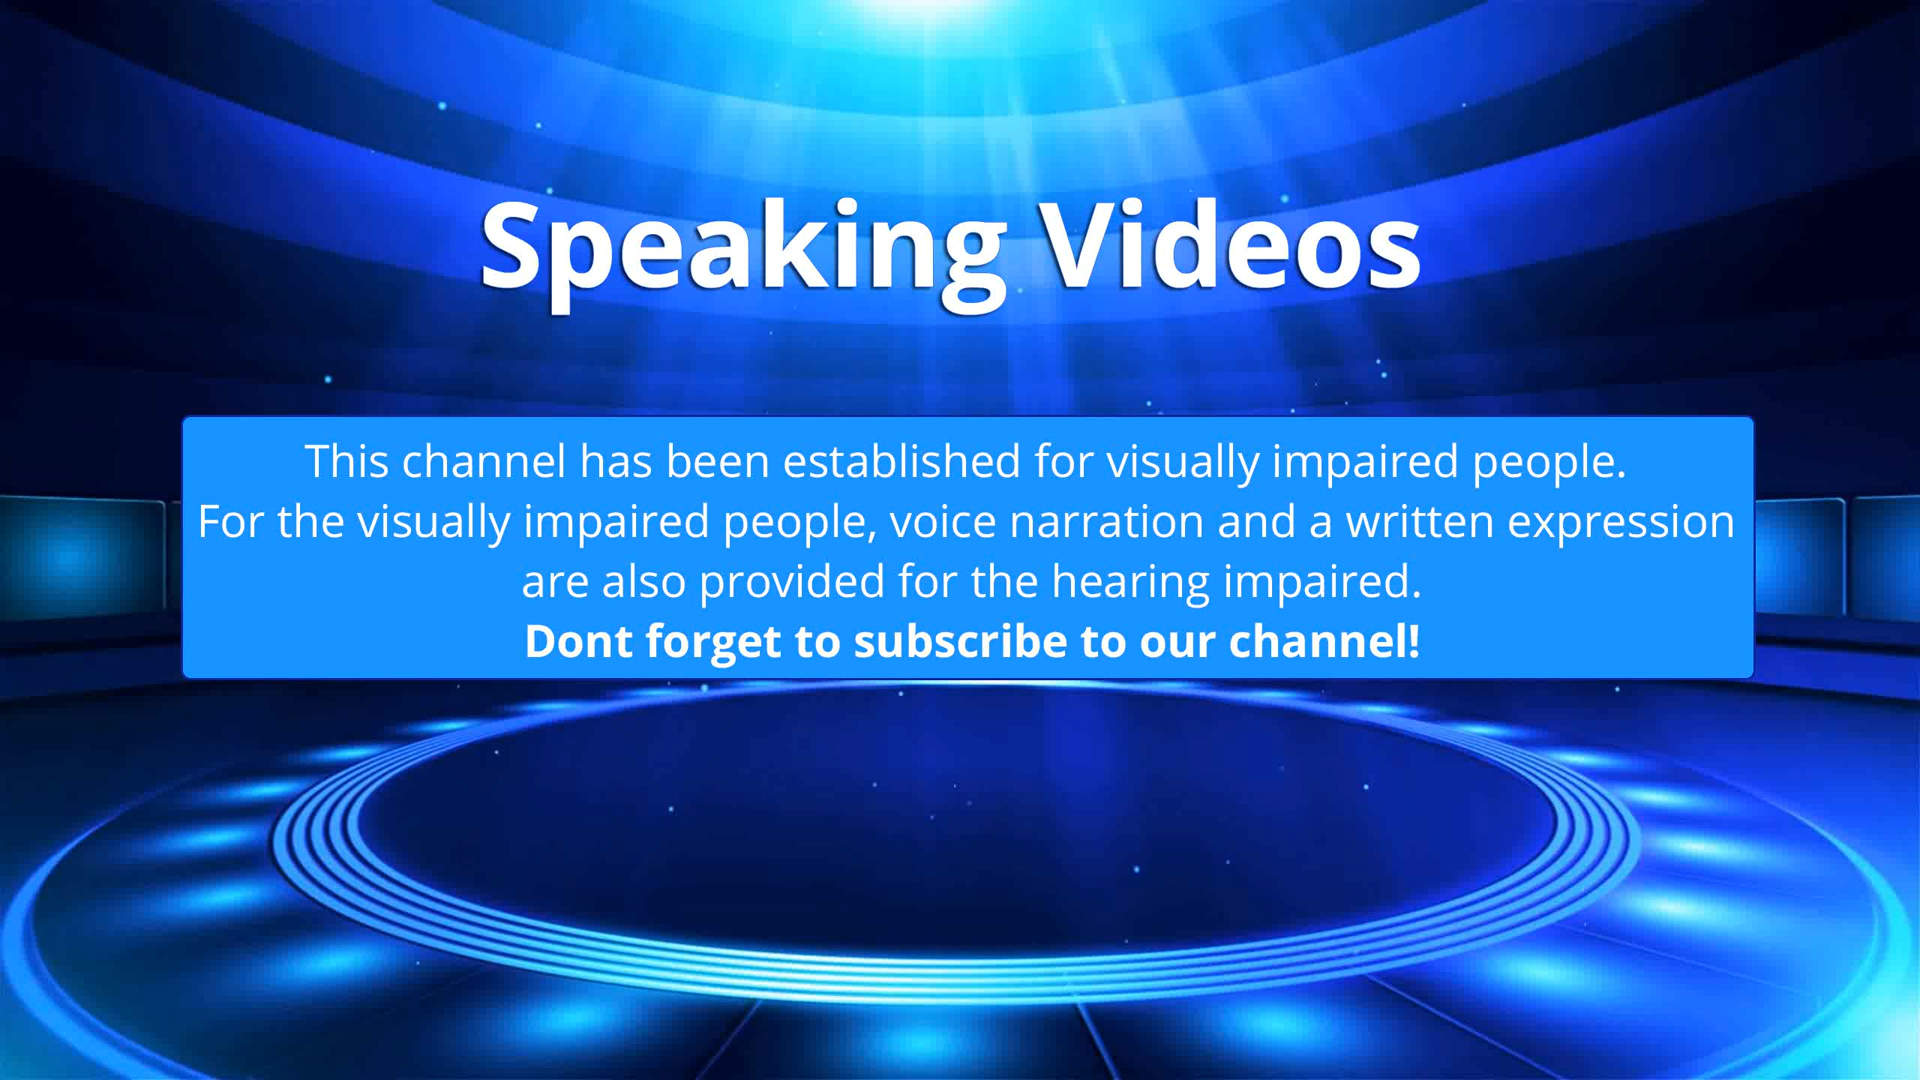 Speaking Videos
This channel has been established for visually impaired people.
For the visually impaired people, voice narration and a written expression
are also provided for the hearing impaired.
Dont forget to subscribe to our channel!